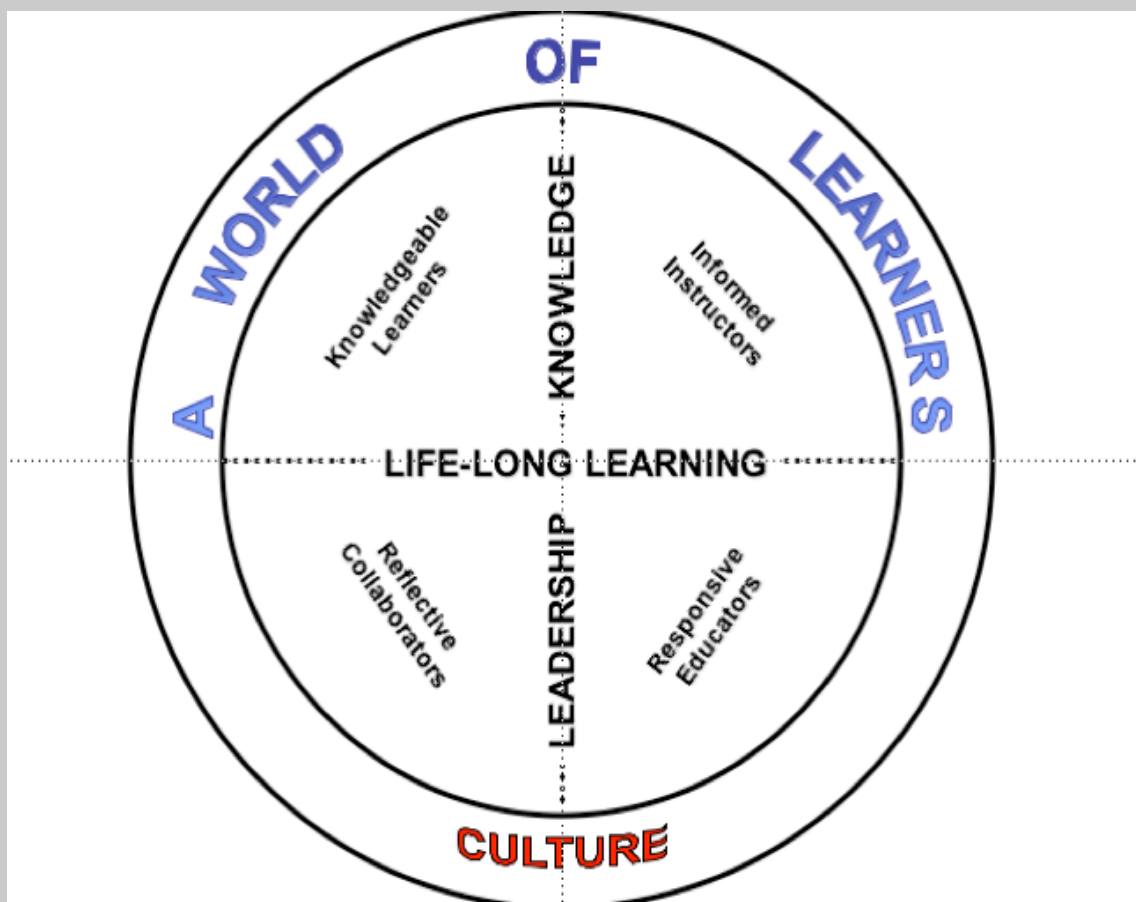 A WORLD OF LEARNERS
Knowledgeable
Learners
KNOWLEDGE
Informed
Instructors
LIFE-LONG LEARNING
Reflective
Collaborators
LEADERSHIP
Responsive
Educators
CULTURE